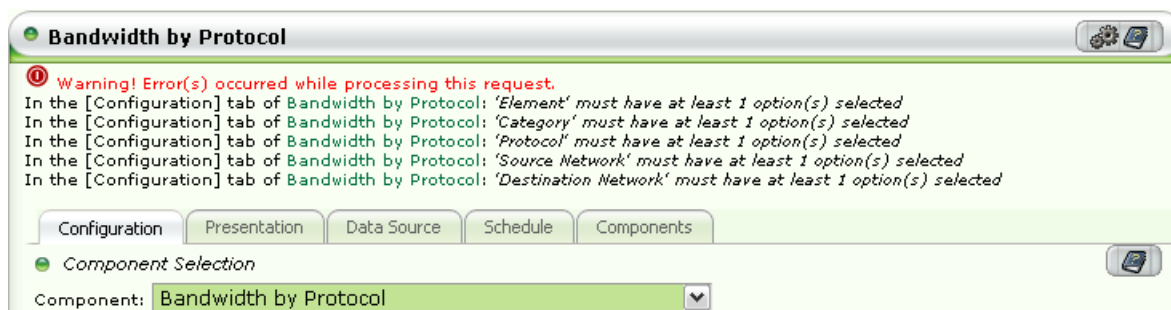 Bandwidth by Protocol
Warning! Error(s) occurred while processing this request.
In the [Configuration] tab of Bandwidth by Protocol: 'Element' must have at least 1 option(s) selected
In the [Configuration] tab of Bandwidth by Protocol: 'Category' must have at least 1 option(s) selected
In the [Configuration] tab of Bandwidth by Protocol: 'Protocol' must have at least 1 option(s) selected
In the [Configuration] tab of Bandwidth by Protocol: 'Source Network' must have at least 1 option(s) selected
In the [Configuration] tab of Bandwidth by Protocol: 'Destination Network' must have at least 1 option(s) selected
Configuration Presentation Data Source Schedule Components
Component Selection
Component: Bandwidth by Protocol